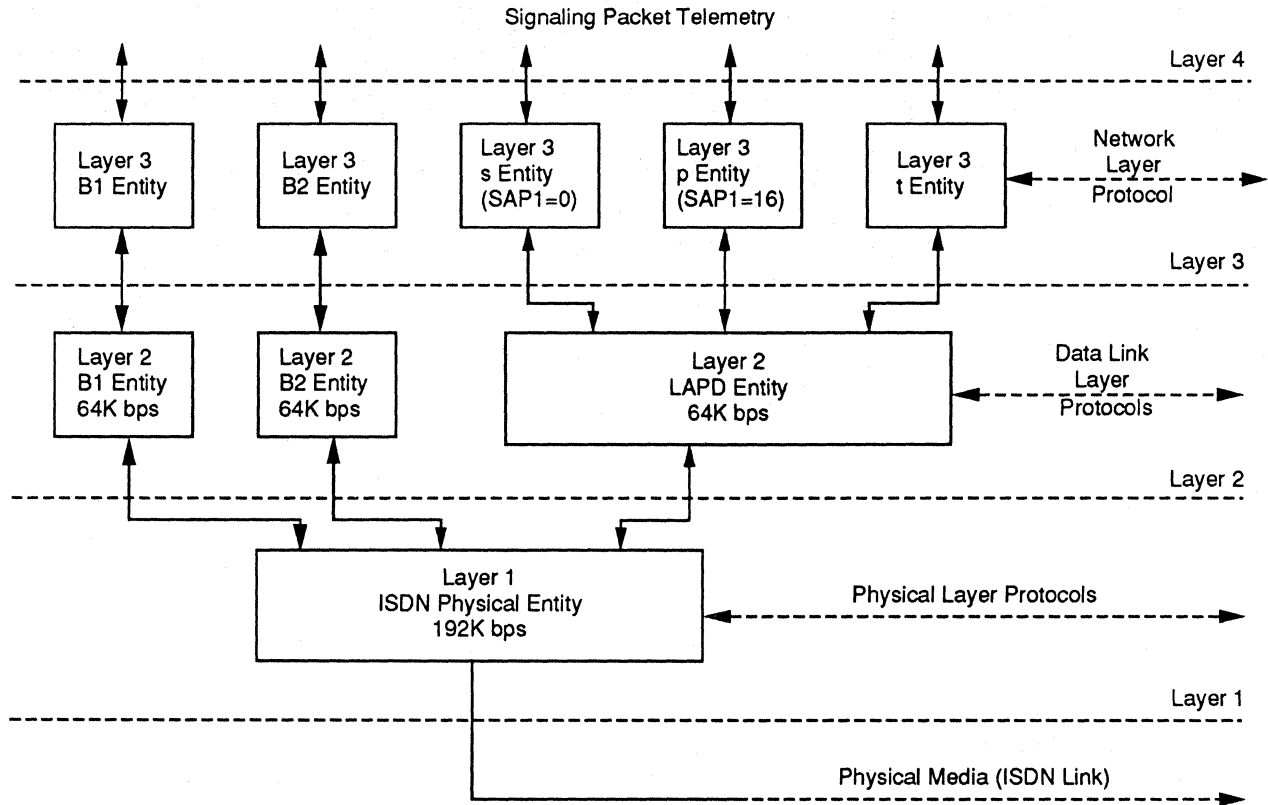 Signaling Packet Telemetry
Layer 4
Layer 3
B1 Entity
Layer 3
B2 Entity
Layer 3
s Entity
(SAP1=0)
Layer 3
p Entity
(SAP1=16)
Layer 3
t Entity
Network
Layer
Protocol
Layer 3
Layer 2
B1 Entity
64K bps
Layer 2
B2 Entity
64K bps
Layer 2
LAPD Entity
64K bps
Data Link
Layer
Protocols
Layer 2
Layer 1
ISDN Physical Entity
192K bps
Physical Layer Protocols
Layer 1
Physical Media (ISDN Link)